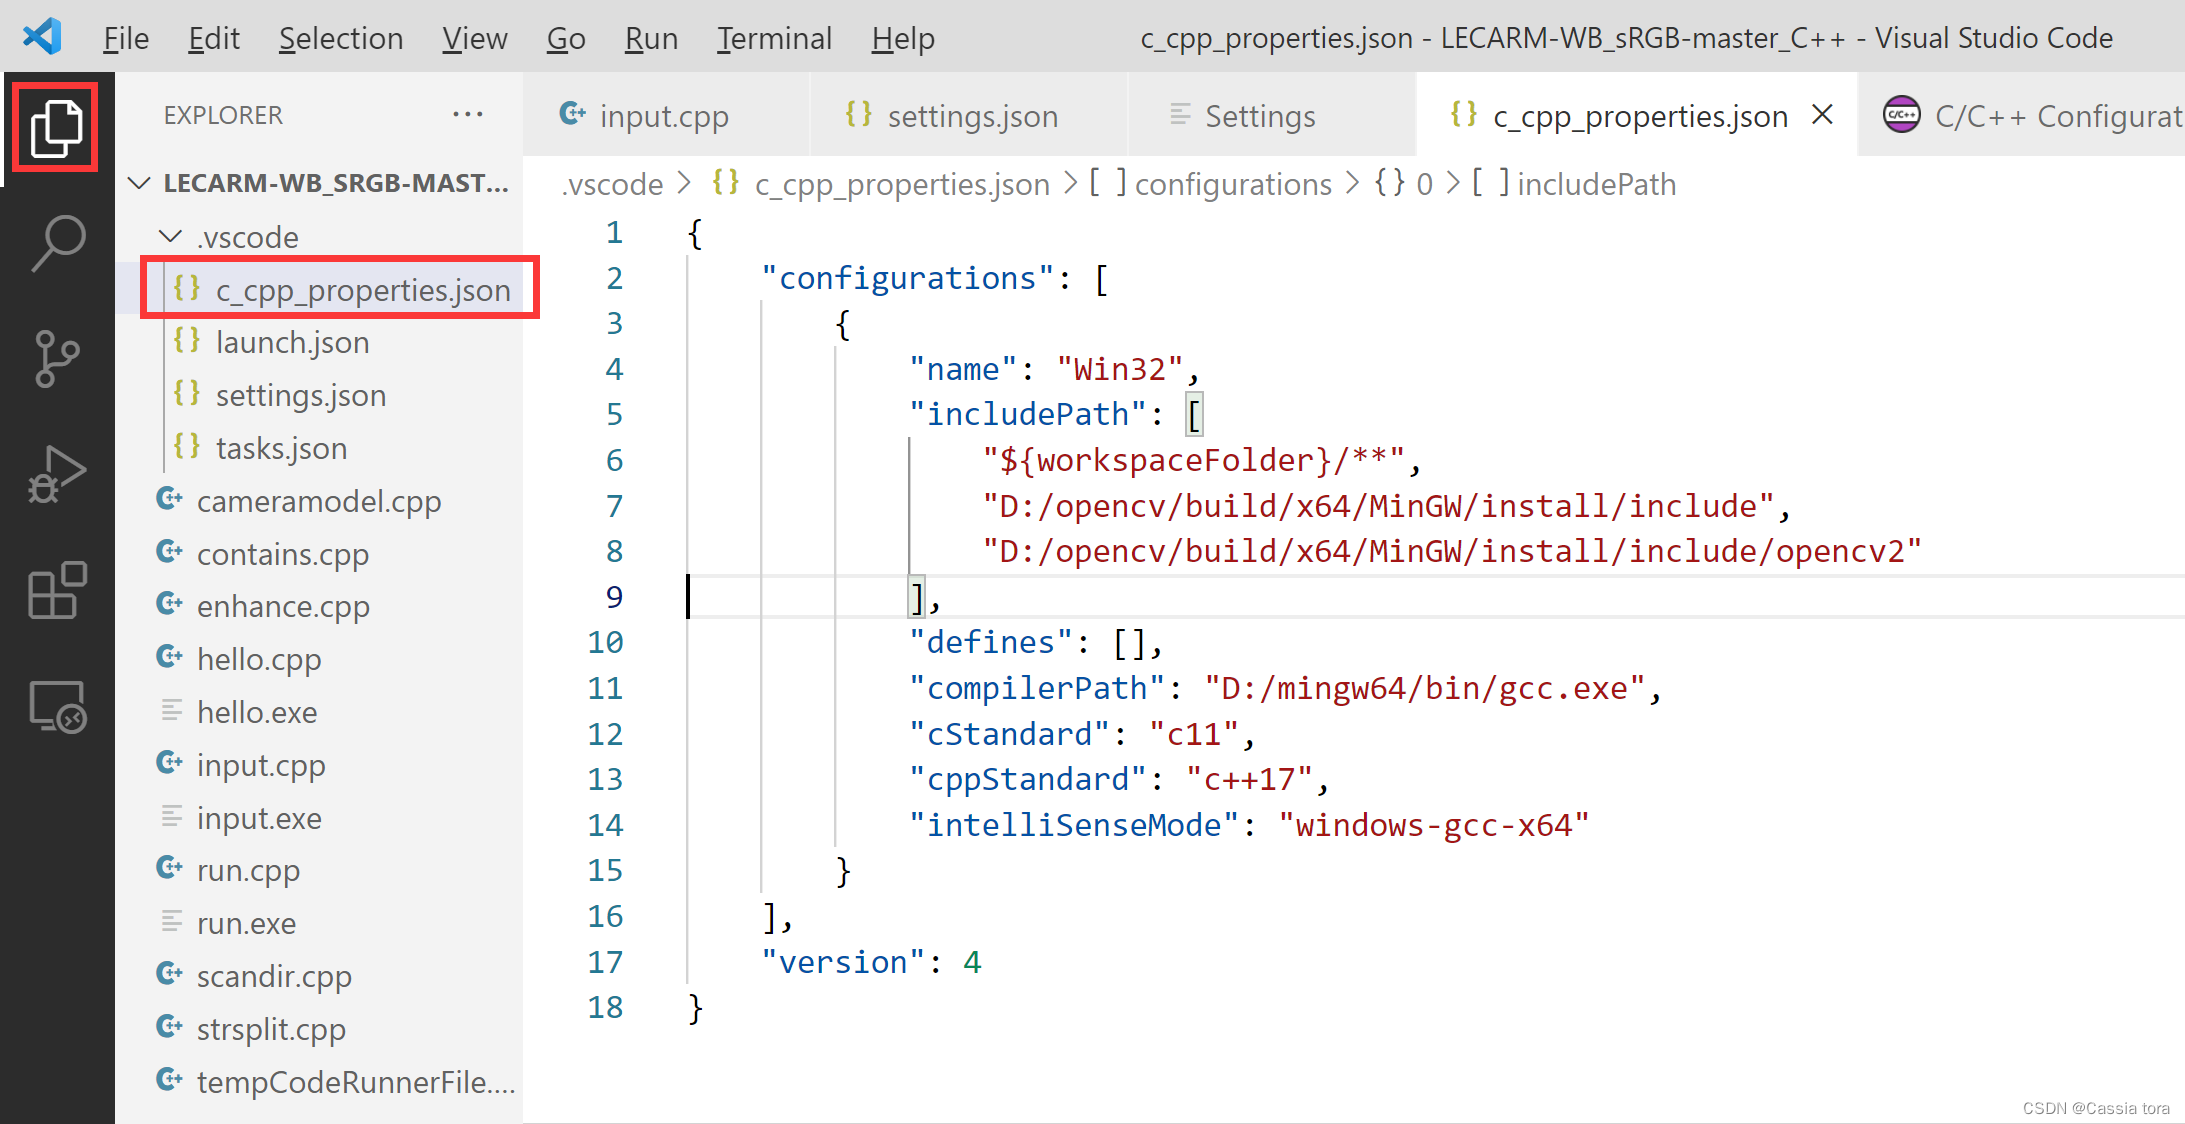 File Edit Selection View Go Run Terminal Help c_cpp_properties.json - LECARM-WB_sRGB-master_C++ - Visual Studio Code
EXPLORER ···
input.cpp settings.json Settings c_cpp_properties.json C/C++ C/C++ Configurat
LECARM-WB_SRGB-MAST...
.vscode
c_cpp_properties.json
launch.json
settings.json
tasks.json
cameramodel.cpp
contains.cpp
enhance.cpp
hello.cpp
hello.exe
input.cpp
input.exe
run.cpp
run.exe
scandir.cpp
strsplit.cpp
tempCodeRunnerFile....
.vscode > {} c_cpp_properties.json > [ ] configurations > {} 0 > [ ] includePath
1 {
2 "configurations": [
3 {
4 "name": "Win32",
5 "includePath": [
6 "${workspaceFolder}/**",
7 "D:/opencv/build/x64/MinGW/install/include",
8 "D:/opencv/build/x64/MinGW/install/include/opencv2"
9 ],
10 "defines": [],
11 "compilerPath": "D:/mingw64/bin/gcc.exe",
12 "cStandard": "c11",
13 "cppStandard": "c++17",
14 "intelliSenseMode": "windows-gcc-x64"
15 }
16 ],
17 "version": 4
18 }
CSDN @Cassia tora